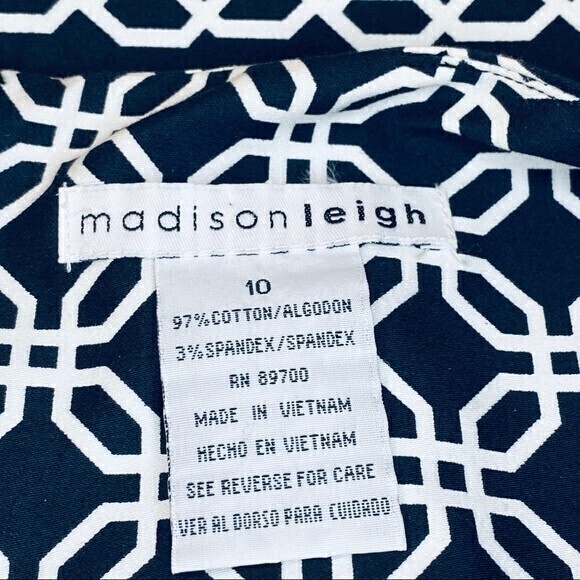 madisonleigh
10
97% COTTON/ALGODON
3% SPANDEX/SPANDEX
RN 89700
MADE IN VIETNAM
HECHO EN VIETNAM
SEE REVERSE FOR CARE
VER AL DORSO PARA CUIDADO